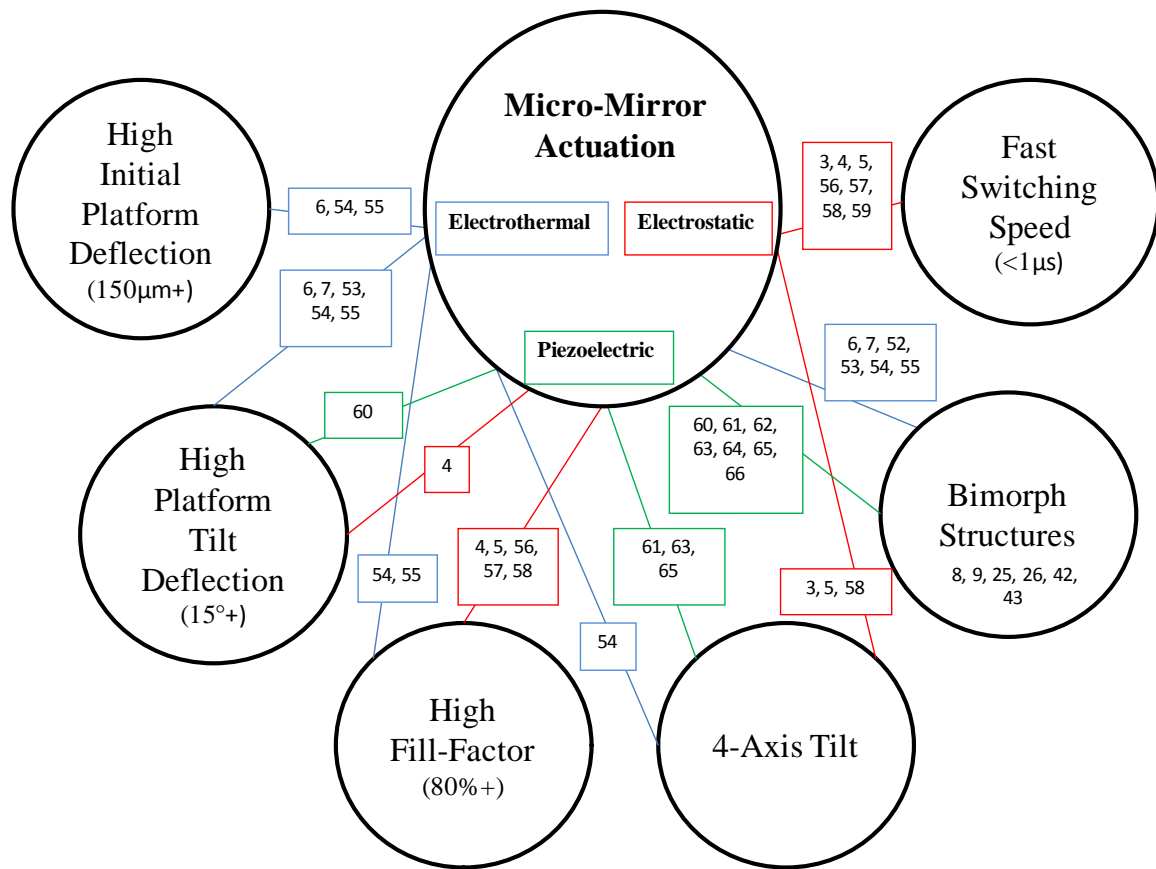 Micro-Mirror
Actuation
Electrothermal
Electrostatic
Piezoelectric
High
Initial
Platform
Deflection
(150µm+)
6, 54, 55
3, 4, 5,
56, 57,
58, 59
Fast
Switching
Speed
(<1µs)
6, 7, 53,
54, 55
6, 7, 52,
53, 54, 55
60
4
60, 61, 62,
63, 64, 65,
66
High
Platform
Tilt
Deflection
(15°+)
Bimorph
Structures
8, 9, 25, 26, 42,
43
54, 55
4, 5, 56,
57, 58
61, 63,
65
3, 5, 58
54
High
Fill-Factor
(80%+)
4-Axis Tilt